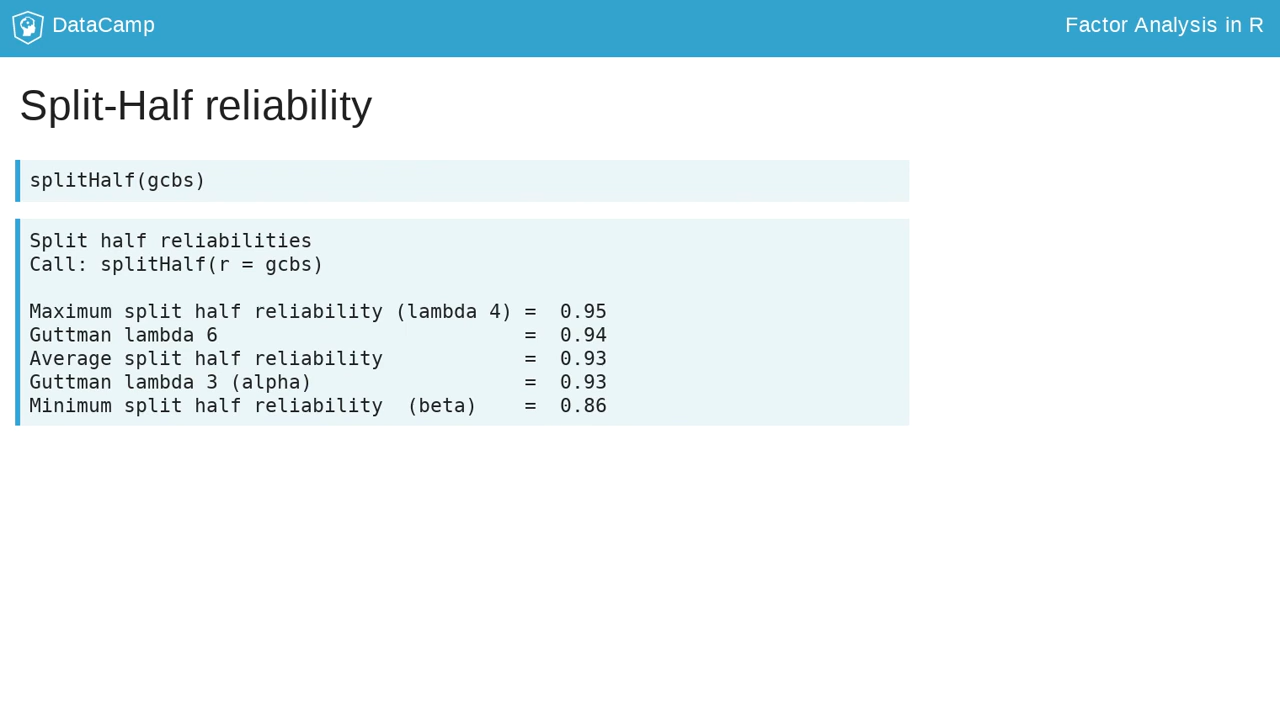 DataCamp
Factor Analysis in R
Split-Half reliability
splitHalf(gcbs)
Split half reliabilities
Call: splitHalf(r = gcbs)
Maximum split half reliability (lambda 4) =  0.95
Guttman lambda 6                          =  0.94
Average split half reliability            =  0.93
Guttman lambda 3 (alpha)                  =  0.93
Minimum split half reliability  (beta)    =  0.86